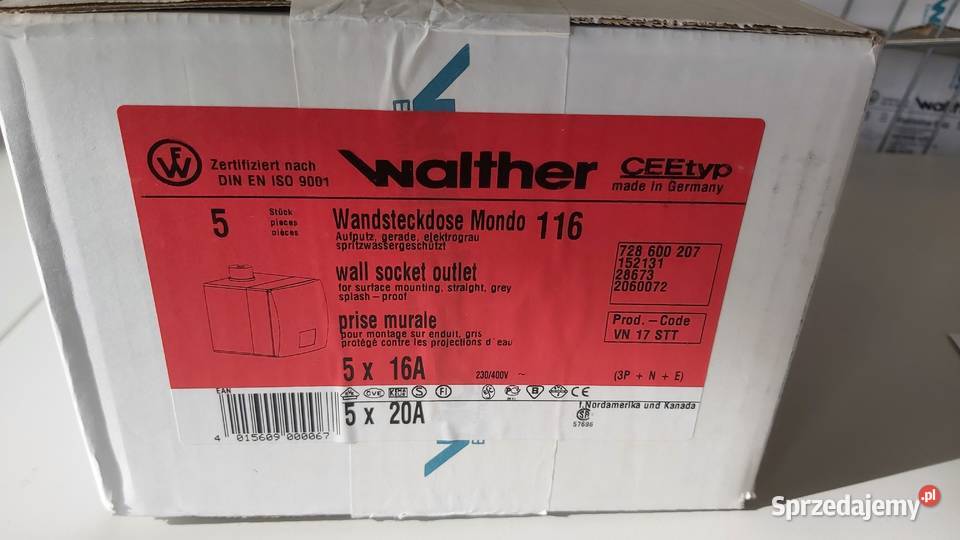 Zertifiziert nach
DIN EN ISO 9001
walther
CEEtyp
made in Germany
5
Stück
pieces
pièces
Wandsteckdose Mondo 116
Aufputz, gerade, elektrograu
spritzwassergeschützt
wall socket outlet
for surface mounting, straight, grey
splash-proof
prise murale
pour montage sur enduit, gris
protégé contre les projections d'eau
728 600 207
152131
28673
2060072
Prod.-Code
VN 17 STT
5 x 16A
230/400V ~
(3P + N + E)
EAN
4 015609 000067
5 x 20A
f. Nordamerika und Kanada
57696
walther
Sprzedajemy.pl